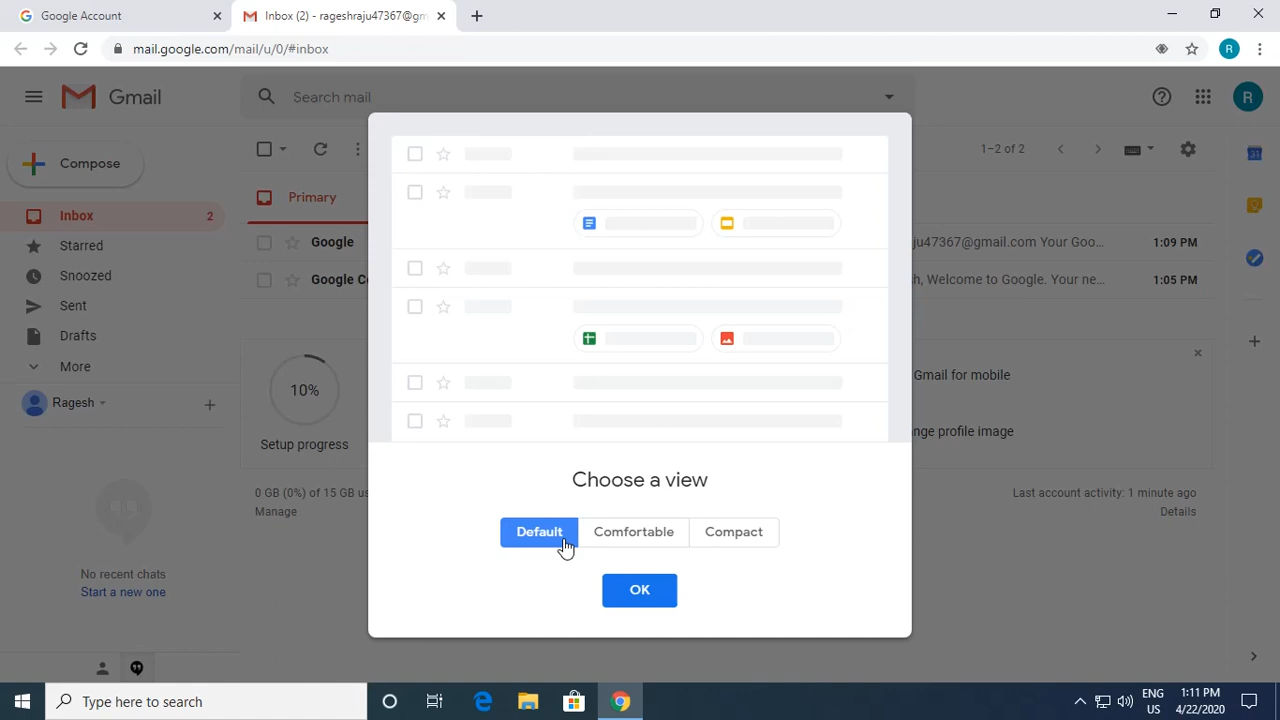 Google Account
Inbox (2) - rageshraju47367@gm
mail.google.com/mail/u/0/#inbox
R
Gmail
Search mail
R
Compose
1–2 of 2
31
Inbox 2
Primary
Starred
Google
ju47367@gmail.com Your Goo...
1:09 PM
Snoozed
Google C
h, Welcome to Google. Your ne...
1:05 PM
Sent
Drafts
More
10%
Gmail for mobile
Ragesh
nge profile image
Setup progress
Choose a view
0 GB (0%) of 15 GB us
Manage
Last account activity: 1 minute ago
Details
Default
Comfortable
Compact
No recent chats
Start a new one
OK
Type here to search
ENG
US
1:11 PM
4/22/2020